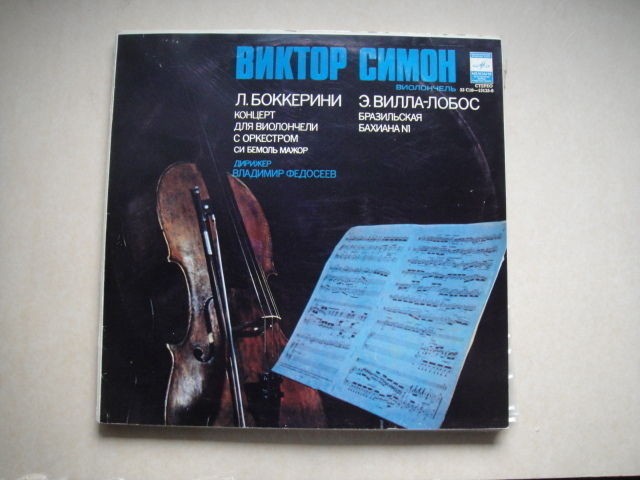 ВИКТОР СИМОН
ВИОЛОНЧЕЛЬ
СТЕРЕО
Л. БОККЕРИНИ
КОНЦЕРТ
ДЛЯ ВИОЛОНЧЕЛИ
С ОРКЕСТРОМ
СИ БЕМОЛЬ МАЖОР
ДИРИЖЕР
ВЛАДИМИР ФЕДОСЕЕВ
Э. ВИЛЛА-ЛОБОС
БРАЗИЛЬСКАЯ
БАХИАНА N1